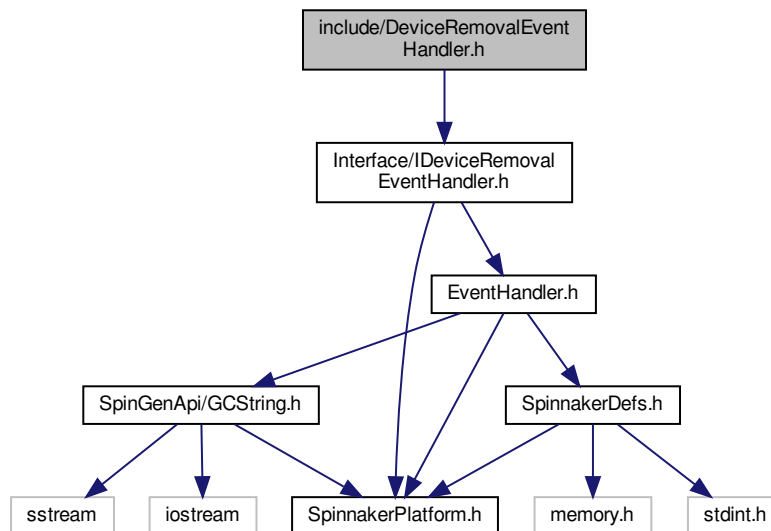 include/DeviceRemovalEvent
Handler.h
Interface/IDeviceRemoval
EventHandler.h
EventHandler.h
SpinGenApi/GCString.h
SpinnakerDefs.h
sstream
iostream
SpinnakerPlatform.h
memory.h
stdint.h